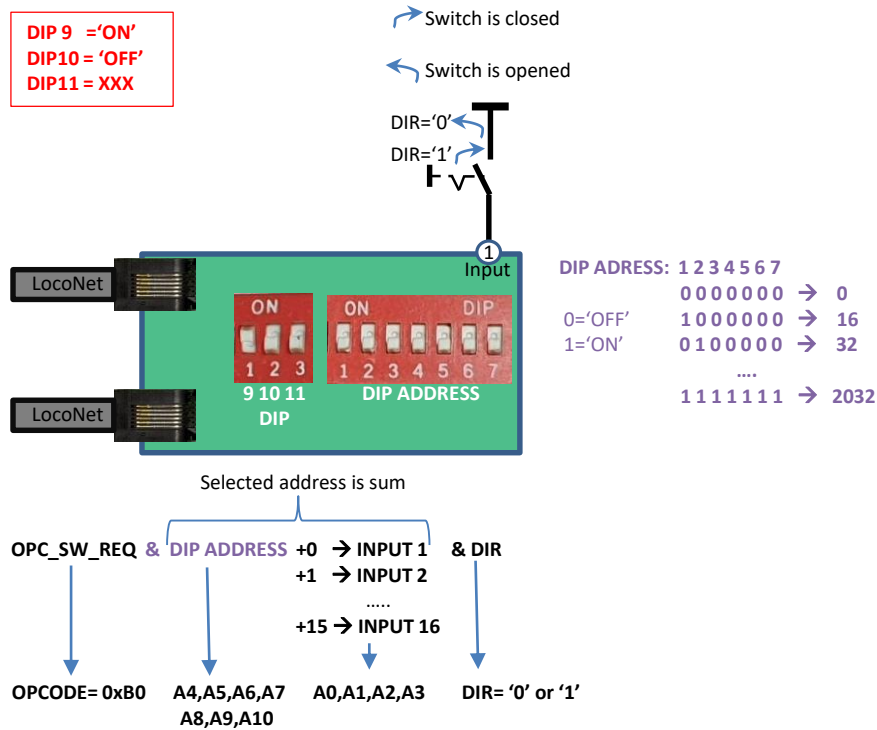 DIP 9 =‘ON’
DIP10 = ‘OFF’
DIP11 = XXX
Switch is closed
Switch is opened
DIR=‘0’
DIR=‘1’
1
Input
LocoNet
LocoNet
ON
1 2 3
9 10 11
DIP
ON DIP
1 2 3 4 5 6 7
DIP ADDRESS
DIP ADRESS: 1 2 3 4 5 6 7
0 0 0 0 0 0 0 → 0
0=‘OFF’ 1 0 0 0 0 0 0 → 16
1=‘ON’ 0 1 0 0 0 0 0 → 32
....
1 1 1 1 1 1 1 → 2032
Selected address is sum
OPC_SW_REQ & DIP ADDRESS +0 → INPUT 1 & DIR
+1 → INPUT 2
.....
+15 → INPUT 16
OPCODE= 0xB0 A4,A5,A6,A7 A0,A1,A2,A3 DIR= ‘0’ or ‘1’
A8,A9,A10